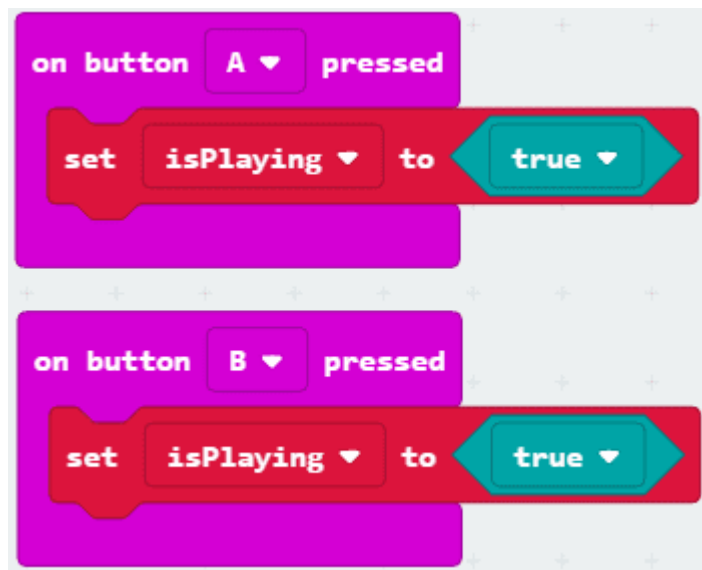 on button A pressed
set isPlaying to true
on button B pressed
set isPlaying to true